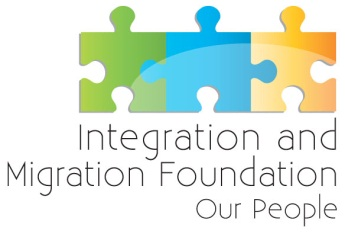 Integration and
Migration Foundation
Our People